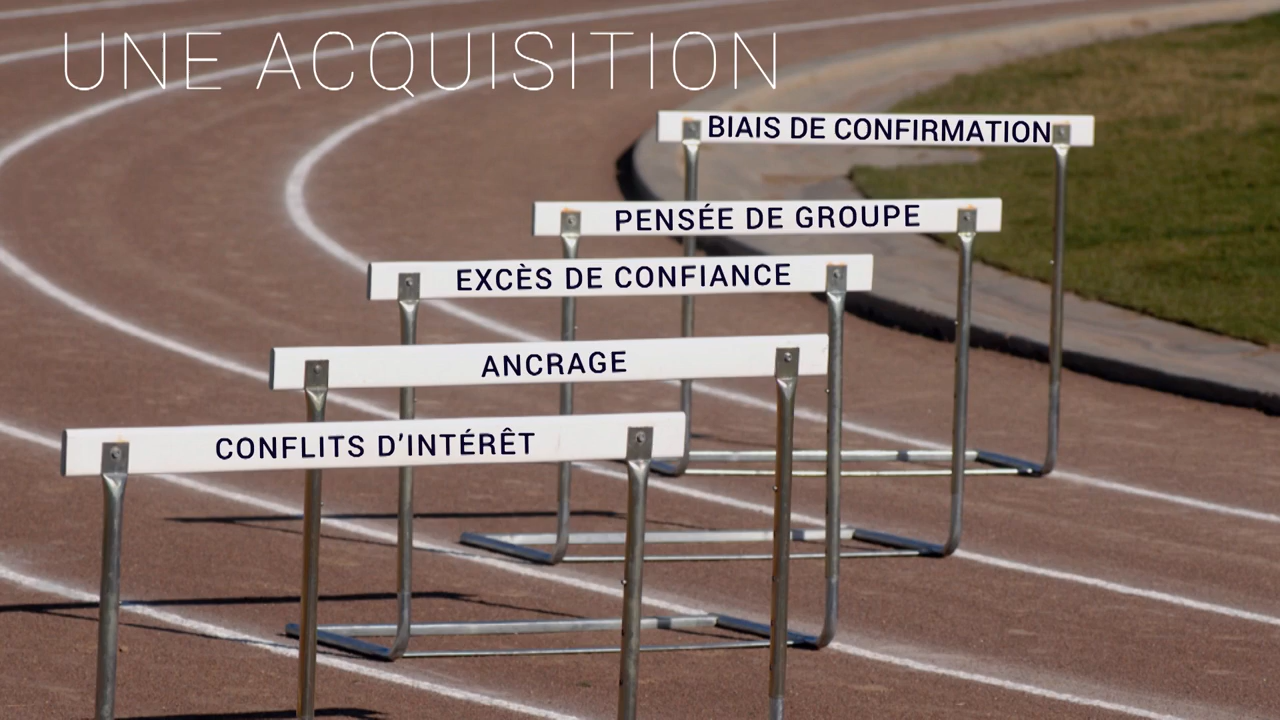 UNE ACQUISITION
BIAIS DE CONFIRMATION
PENSÉE DE GROUPE
EXCÈS DE CONFIANCE
ANCRAGE
CONFLITS D'INTÉRÊT